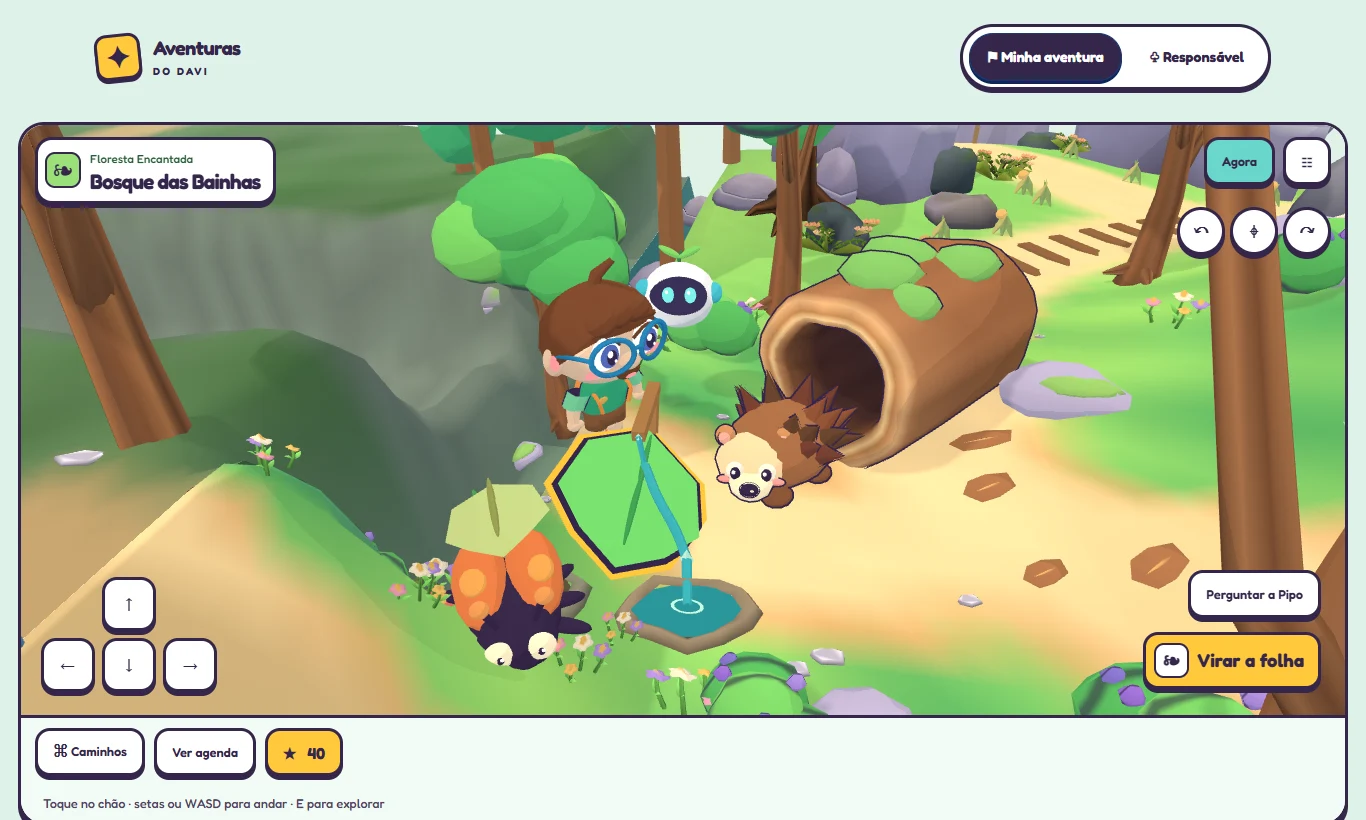 Aventuras
DO DAVI
Minha aventura
Responsável
Floresta Encantada
Bosque das Bainhas
Agora
Perguntar a Pipo
Virar a folha
Caminhos
Ver agenda
40
Toque no chão · setas ou WASD para andar · E para explorar